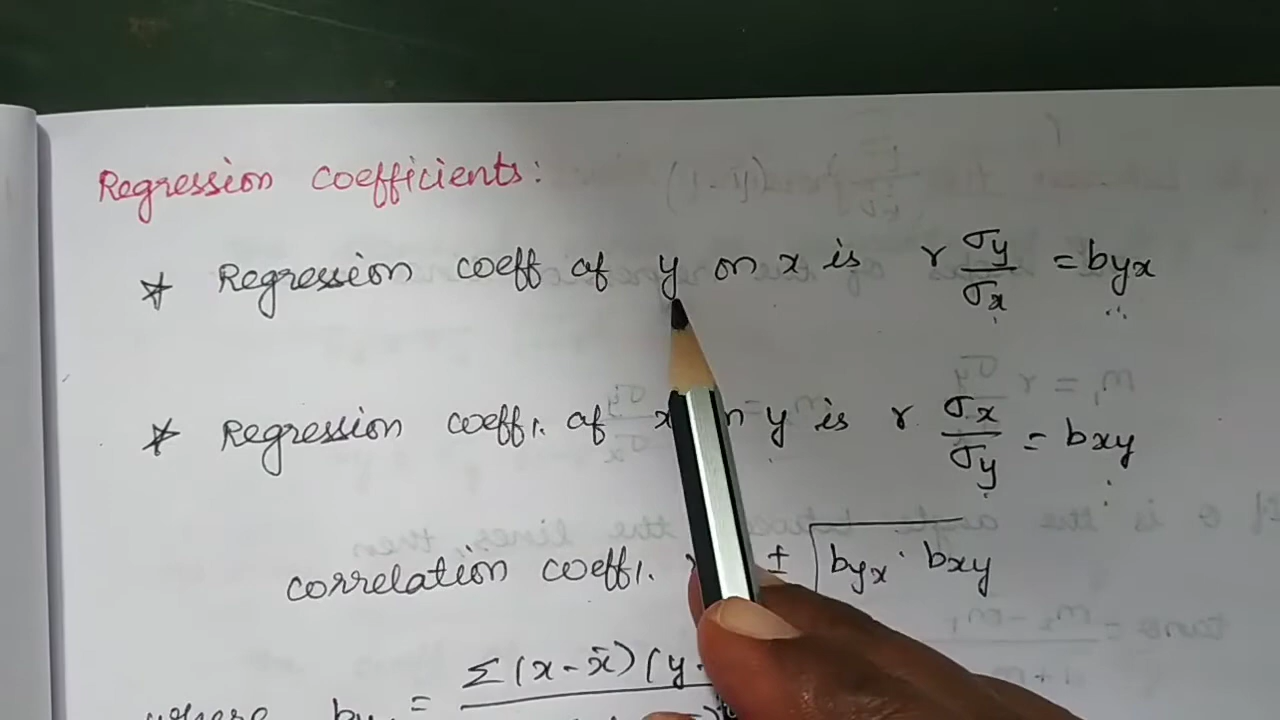 Regression coefficients:
* Regression coeff of y on x is r σy/σx = byx
* Regression coeff. of x y is r σx/σy = bxy
correlation coeff. ± √byx . bxy
where = Σ(x-x̄)(y